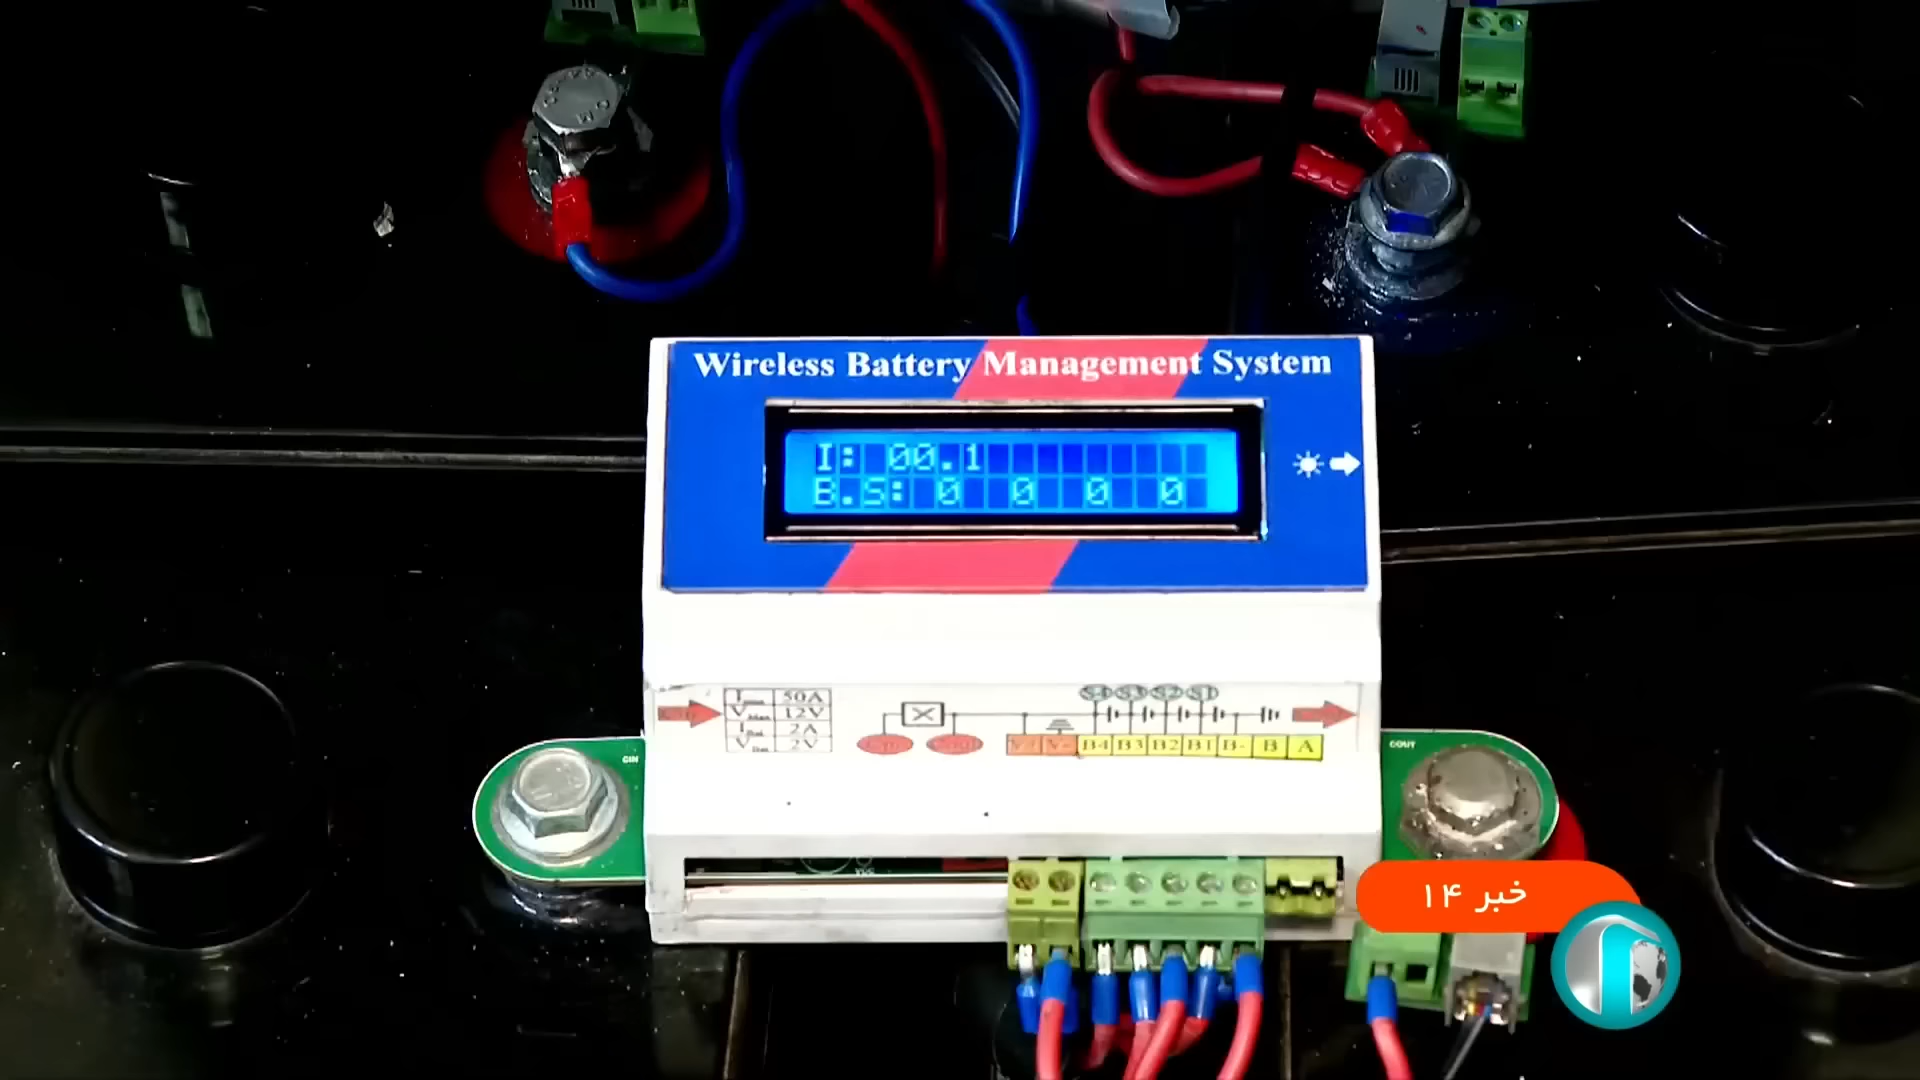 Wireless Battery Management System
I: 00.1
B.S: 0 0 0 0
50A
12V
2A
2V
S4 S3 S2 S1
B4 B3 B2 B1 B- B A
CIN
COUT
خبر ۱۴